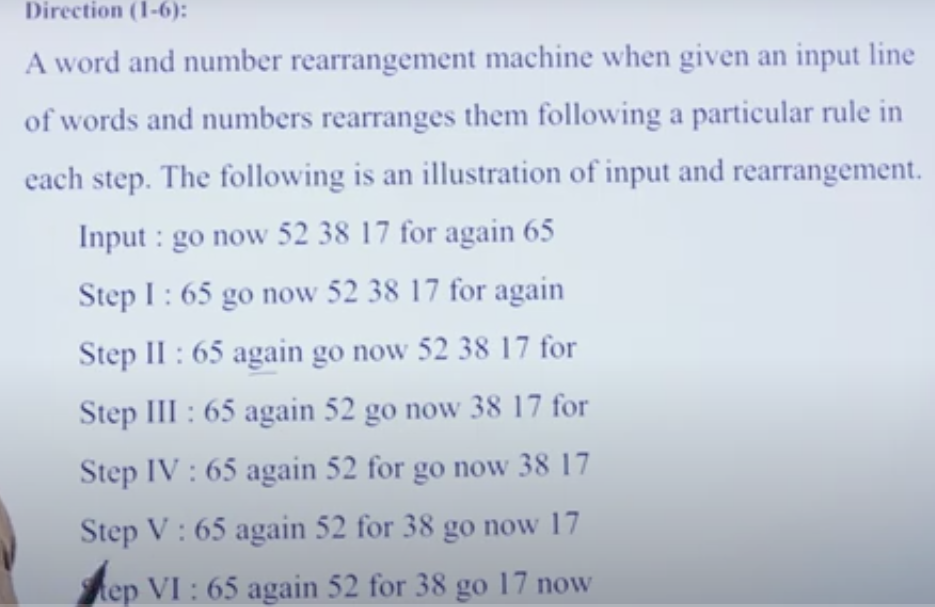 Direction (1-6):
A word and number rearrangement machine when given an input line
of words and numbers rearranges them following a particular rule in
each step. The following is an illustration of input and rearrangement.
Input : go now 52 38 17 for again 65
Step I : 65 go now 52 38 17 for again
Step II : 65 again go now 52 38 17 for
Step III : 65 again 52 go now 38 17 for
Step IV : 65 again 52 for go now 38 17
Step V : 65 again 52 for 38 go now 17
Step VI : 65 again 52 for 38 go 17 now